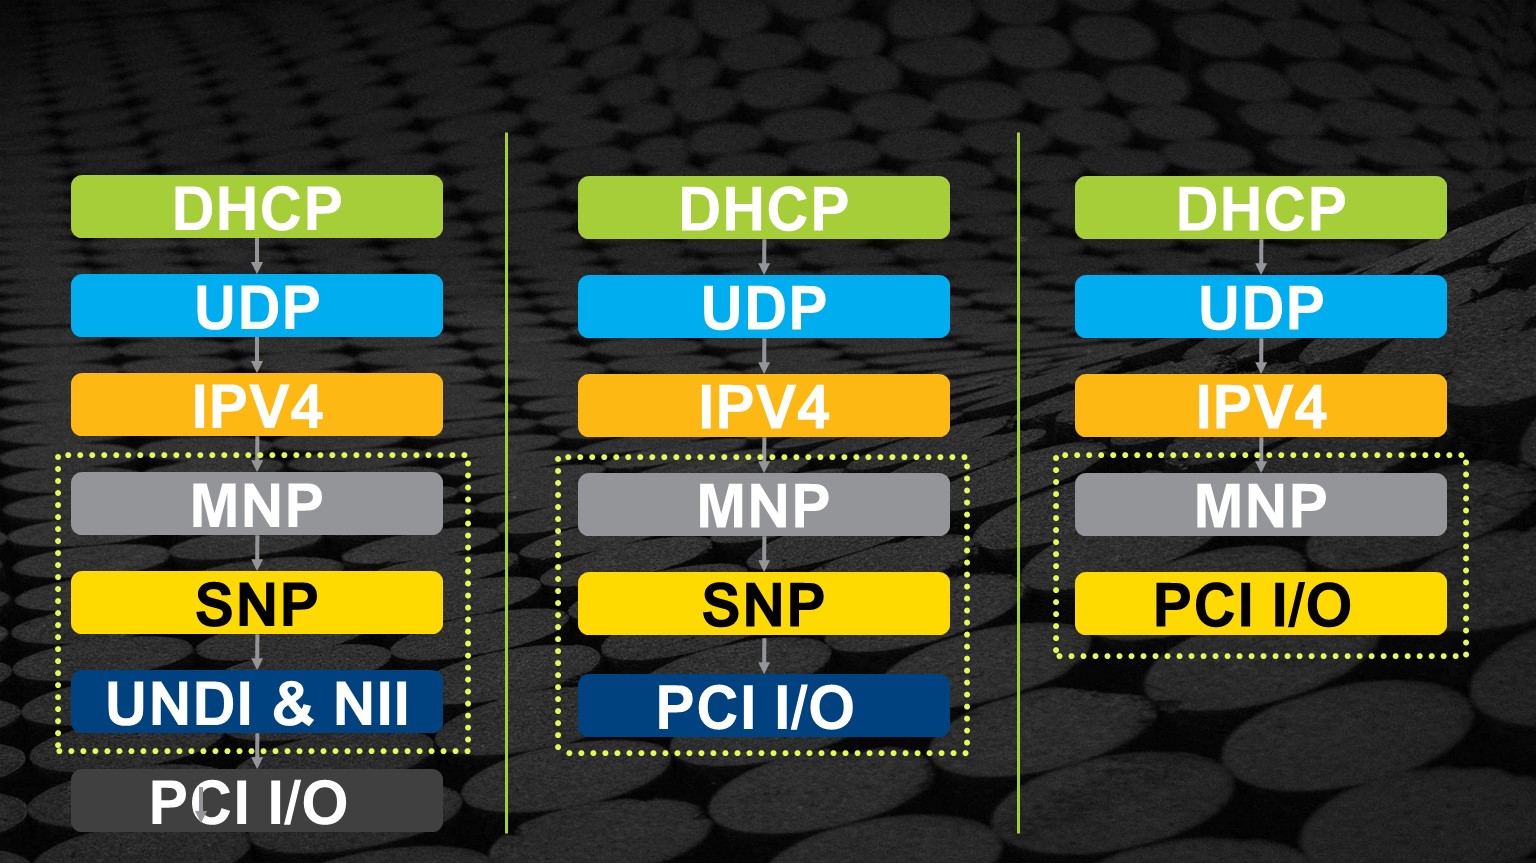 DHCP
UDP
IPV4
MNP
SNP
UNDI & NII
PCI I/O
DHCP
UDP
IPV4
MNP
SNP
PCI I/O
DHCP
UDP
IPV4
MNP
PCI I/O